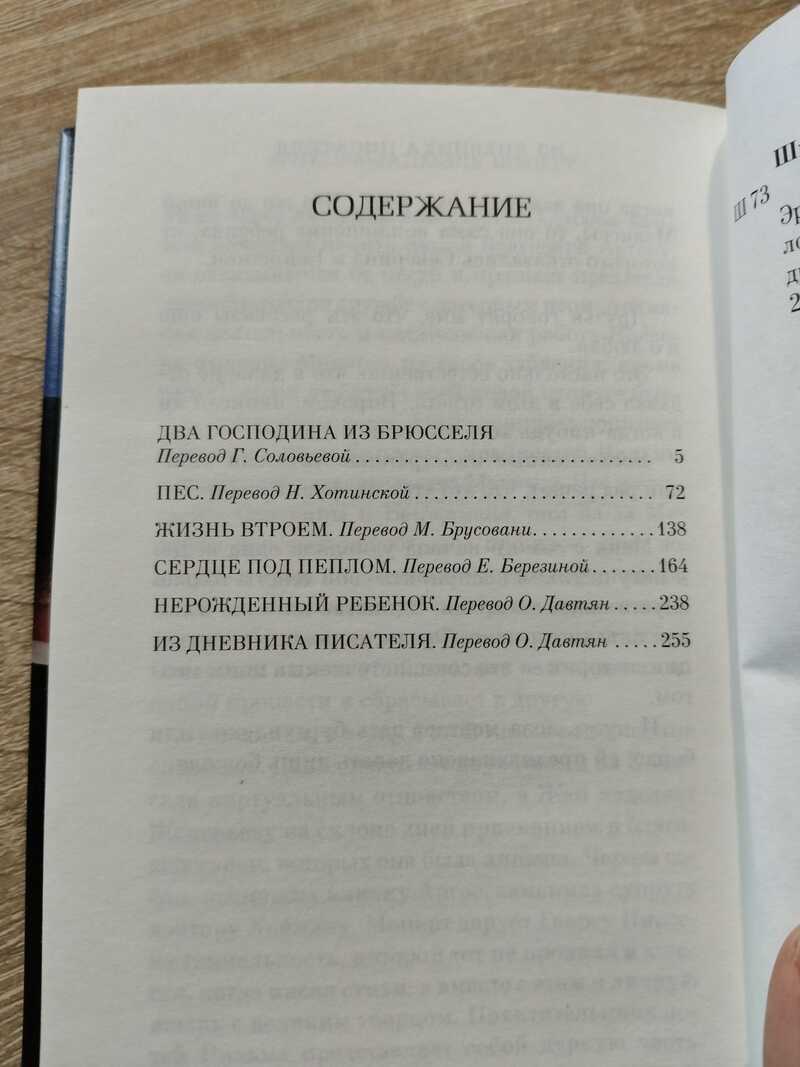 СОДЕРЖАНИЕ
ДВА ГОСПОДИНА ИЗ БРЮССЕЛЯ
Перевод Г. Соловьевой................................ 5
ПЕС. Перевод Н. Хотинской.......................... 72
ЖИЗНЬ ВТРОЕМ. Перевод М. Брусовани.............138
СЕРДЦЕ ПОД ПЕПЛОМ. Перевод Е. Березиной.......164
НЕРОЖДЕННЫЙ РЕБЕНОК. Перевод О. Давтян.....238
ИЗ ДНЕВНИКА ПИСАТЕЛЯ. Перевод О. Давтян.....255
Ш 73